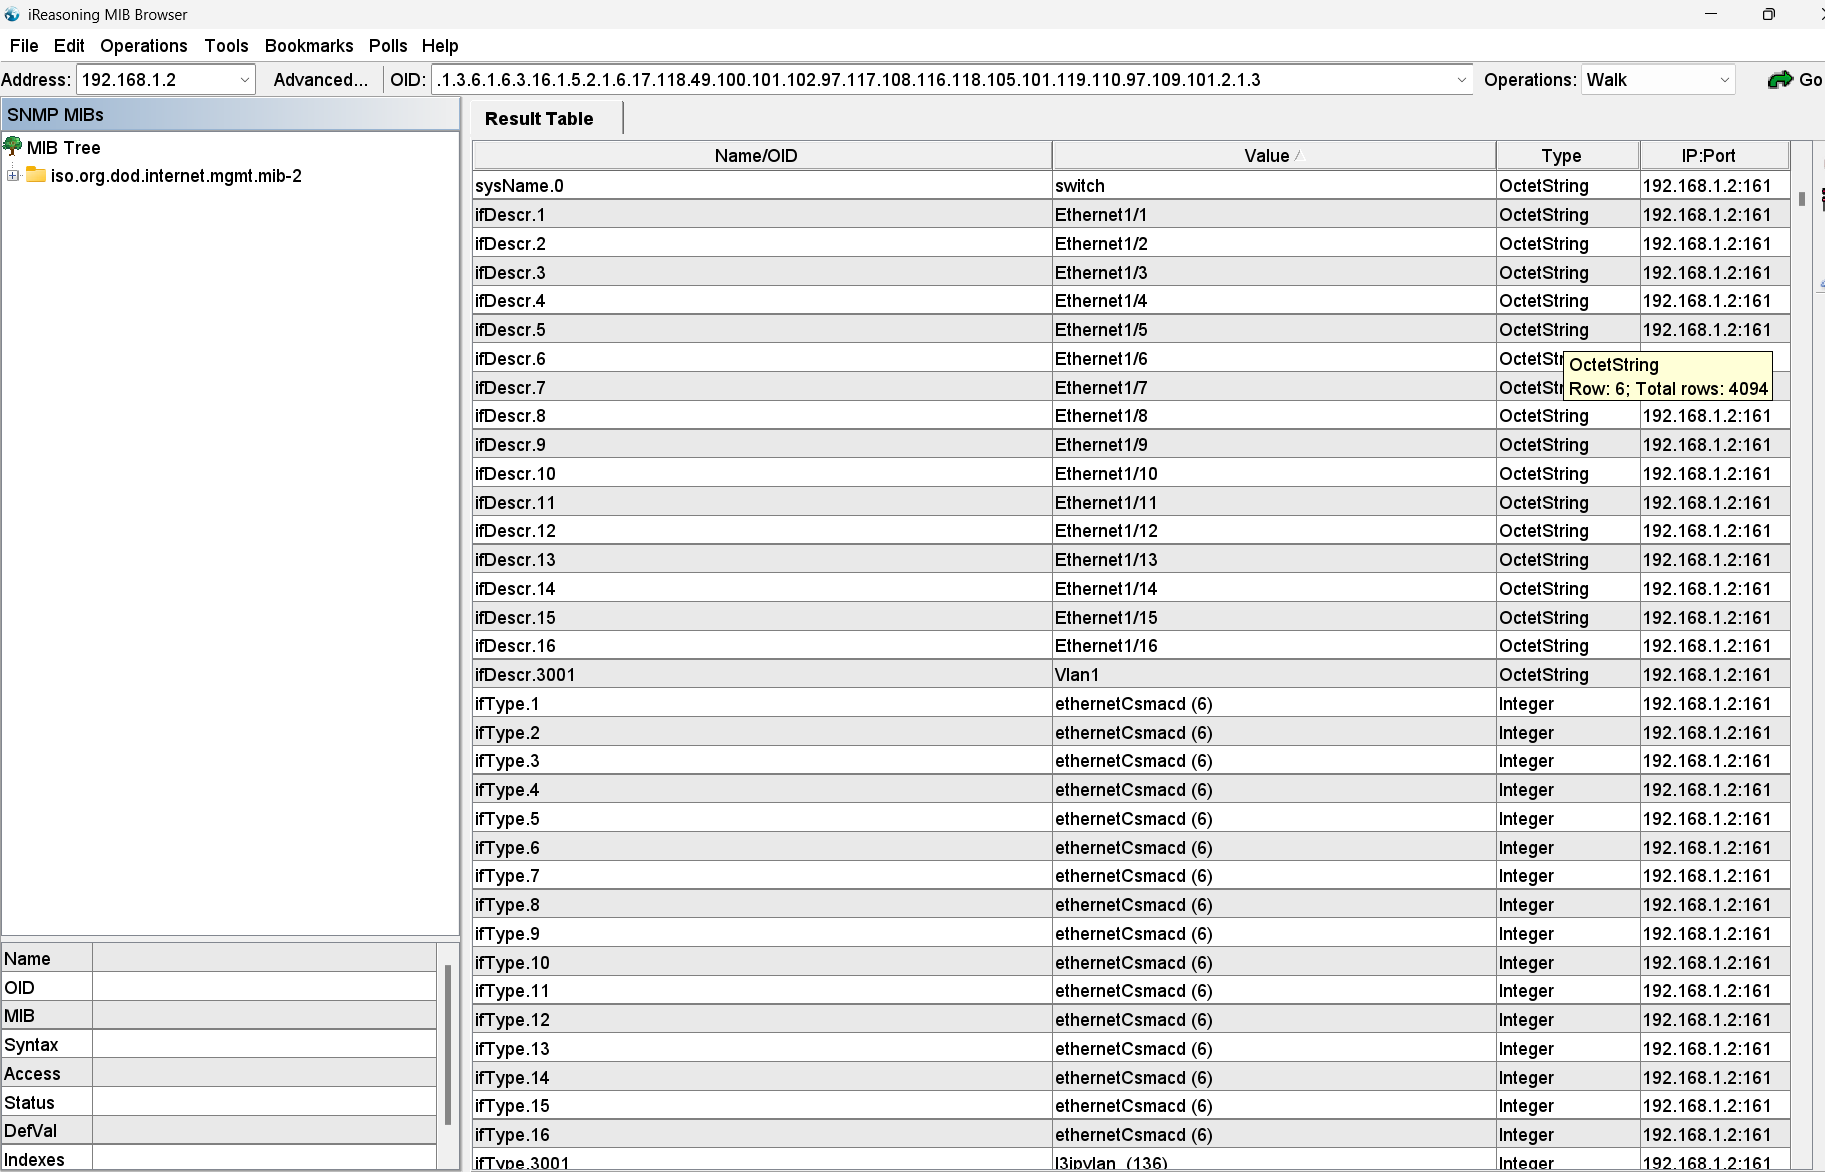 iReasoning MIB Browser
File Edit Operations Tools Bookmarks Polls Help
Address: 192.168.1.2 Advanced... OID: .1.3.6.1.6.3.16.1.5.2.1.6.17.118.49.100.101.102.97.117.108.116.118.105.101.119.110.97.109.101.2.1.3 Operations: Walk Go
SNMP MIBs
MIB Tree
iso.org.dod.internet.mgmt.mib-2
Name
OID
MIB
Syntax
Access
Status
DefVal
Indexes
Result Table
Name/OID Value Type IP:Port
sysName.0 switch OctetString 192.168.1.2:161
ifDescr.1 Ethernet1/1 OctetString 192.168.1.2:161
ifDescr.2 Ethernet1/2 OctetString 192.168.1.2:161
ifDescr.3 Ethernet1/3 OctetString 192.168.1.2:161
ifDescr.4 Ethernet1/4 OctetString 192.168.1.2:161
ifDescr.5 Ethernet1/5 OctetString 192.168.1.2:161
ifDescr.6 Ethernet1/6 OctetStr
OctetString
ifDescr.7 Ethernet1/7 OctetStr
Row: 6; Total rows: 4094
ifDescr.8 Ethernet1/8 OctetString 192.168.1.2:161
ifDescr.9 Ethernet1/9 OctetString 192.168.1.2:161
ifDescr.10 Ethernet1/10 OctetString 192.168.1.2:161
ifDescr.11 Ethernet1/11 OctetString 192.168.1.2:161
ifDescr.12 Ethernet1/12 OctetString 192.168.1.2:161
ifDescr.13 Ethernet1/13 OctetString 192.168.1.2:161
ifDescr.14 Ethernet1/14 OctetString 192.168.1.2:161
ifDescr.15 Ethernet1/15 OctetString 192.168.1.2:161
ifDescr.16 Ethernet1/16 OctetString 192.168.1.2:161
ifDescr.3001 Vlan1 OctetString 192.168.1.2:161
ifType.1 ethernetCsmacd (6) Integer 192.168.1.2:161
ifType.2 ethernetCsmacd (6) Integer 192.168.1.2:161
ifType.3 ethernetCsmacd (6) Integer 192.168.1.2:161
ifType.4 ethernetCsmacd (6) Integer 192.168.1.2:161
ifType.5 ethernetCsmacd (6) Integer 192.168.1.2:161
ifType.6 ethernetCsmacd (6) Integer 192.168.1.2:161
ifType.7 ethernetCsmacd (6) Integer 192.168.1.2:161
ifType.8 ethernetCsmacd (6) Integer 192.168.1.2:161
ifType.9 ethernetCsmacd (6) Integer 192.168.1.2:161
ifType.10 ethernetCsmacd (6) Integer 192.168.1.2:161
ifType.11 ethernetCsmacd (6) Integer 192.168.1.2:161
ifType.12 ethernetCsmacd (6) Integer 192.168.1.2:161
ifType.13 ethernetCsmacd (6) Integer 192.168.1.2:161
ifType.14 ethernetCsmacd (6) Integer 192.168.1.2:161
ifType.15 ethernetCsmacd (6) Integer 192.168.1.2:161
ifType.16 ethernetCsmacd (6) Integer 192.168.1.2:161
ifType.3001 l3ipvlan (136) Integer 192.168.1.2:161